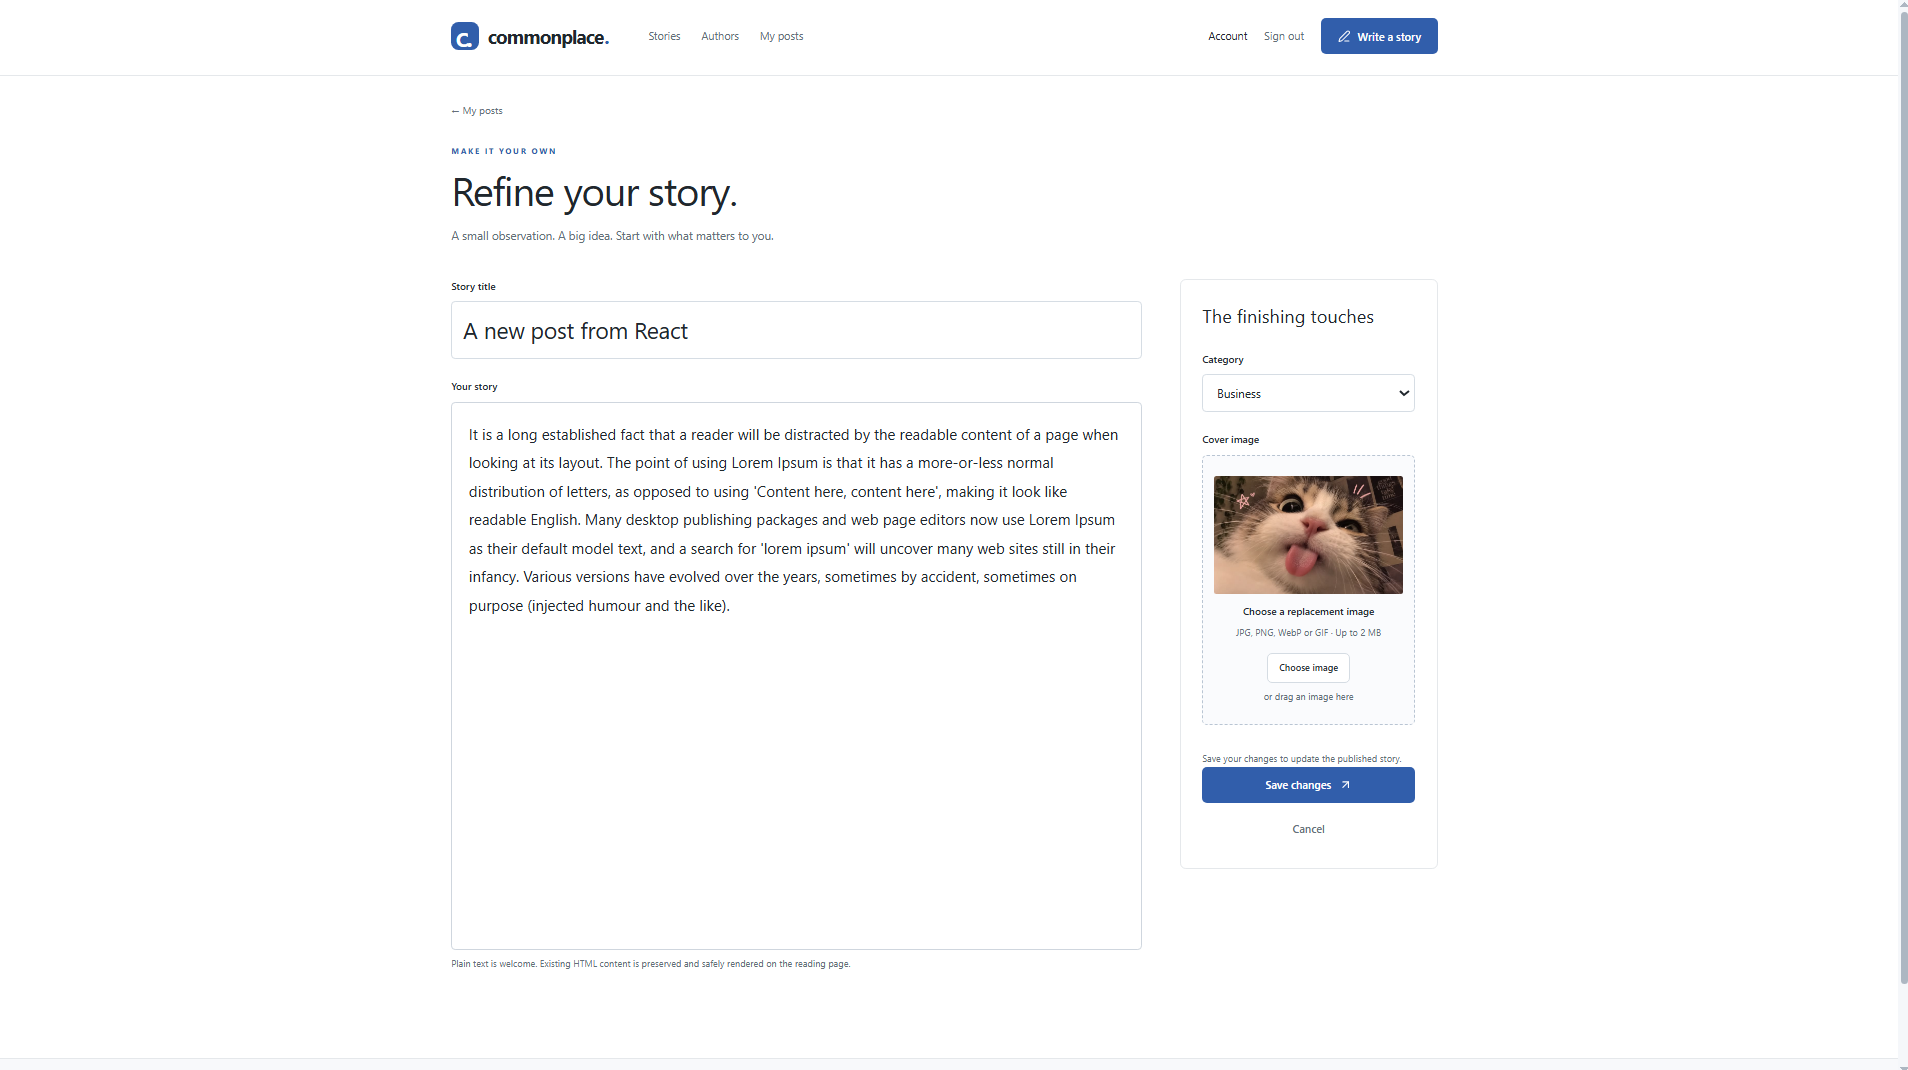 commonplace.
Stories
Authors
My posts
Account
Sign out
Write a story
← My posts
MAKE IT YOUR OWN
Refine your story.
A small observation. A big idea. Start with what matters to you.
Story title
A new post from React
Your story
It is a long established fact that a reader will be distracted by the readable content of a page when
looking at its layout. The point of using Lorem Ipsum is that it has a more-or-less normal
distribution of letters, as opposed to using 'Content here, content here', making it look like
readable English. Many desktop publishing packages and web page editors now use Lorem Ipsum
as their default model text, and a search for 'lorem ipsum' will uncover many web sites still in their
infancy. Various versions have evolved over the years, sometimes by accident, sometimes on
purpose (injected humour and the like).
Plain text is welcome. Existing HTML content is preserved and safely rendered on the reading page.
The finishing touches
Category
Business
Cover image
Choose a replacement image
JPG, PNG, WebP or GIF · Up to 2 MB
Choose image
or drag an image here
Save your changes to update the published story.
Save changes
Cancel